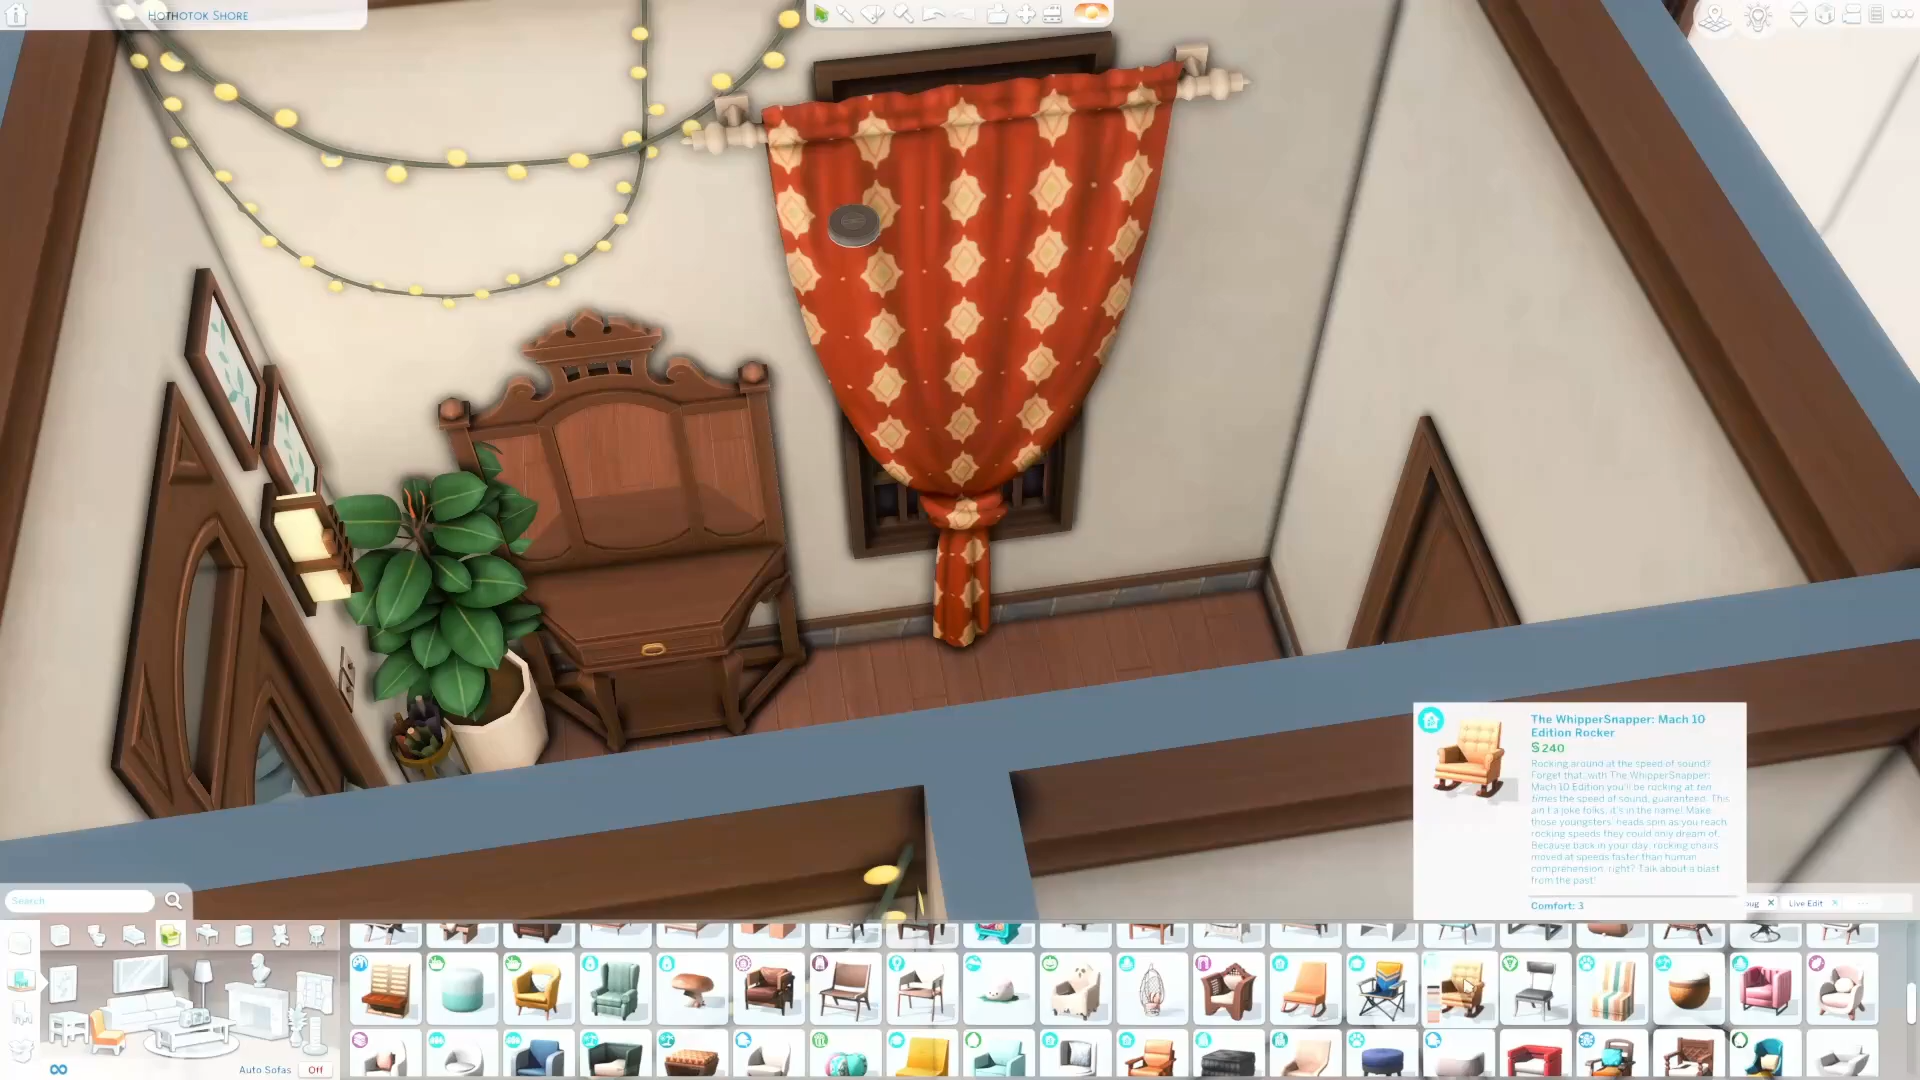 Hothotok Shore
The WhipperSnapper: Mach 10
Edition Rocker
§240
Rocking around at the speed of sound?
Forget that, with The WhipperSnapper:
Mach 10 Edition you'll be rocking at ten
times the speed of sound, guaranteed. This
ain't a joke folks, it's in the name! Make
those youngsters' heads spin as you reach
rocking speeds they could only dream of.
Because back in your day, rocking chairs
moved at speeds faster than human
comprehension, right? Talk about a blast
from the past!
Comfort: 3
Live Edit
Search
Auto Sofas Off